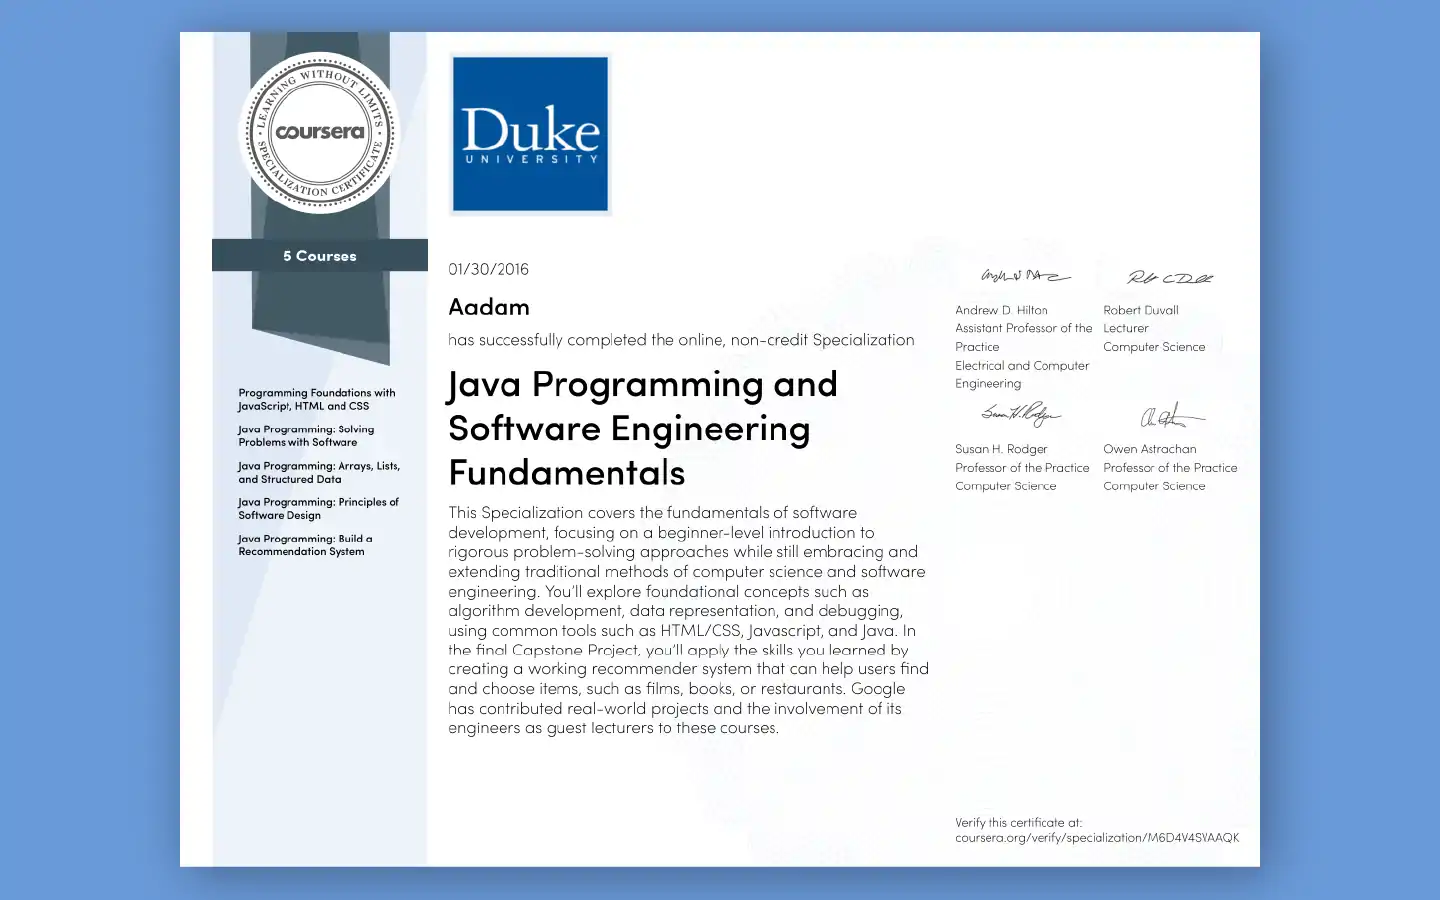 LEARNING WITHOUT LIMITS
coursera
SPECIALIZATION CERTIFICATE
5 Courses
Programming Foundations with
JavaScript, HTML and CSS
Java Programming: Solving
Problems with Software
Java Programming: Arrays, Lists,
and Structured Data
Java Programming: Principles of
Software Design
Java Programming: Build a
Recommendation System
Duke
UNIVERSITY
01/30/2016
Aadam
has successfully completed the online, non-credit Specialization
Java Programming and
Software Engineering
Fundamentals
This Specialization covers the fundamentals of software
development, focusing on a beginner-level introduction to
rigorous problem-solving approaches while still embracing and
extending traditional methods of computer science and software
engineering. You'll explore foundational concepts such as
algorithm development, data representation, and debugging,
using common tools such as HTML/CSS, Javascript, and Java. In
the final Capstone Project, you'll apply the skills you learned by
creating a working recommender system that can help users find
and choose items, such as films, books, or restaurants. Google
has contributed real-world projects and the involvement of its
engineers as guest lecturers to these courses.
Andrew D. Hilton
Assistant Professor of the
Practice
Electrical and Computer
Engineering
Robert Duvall
Lecturer
Computer Science
Susan H. Rodger
Professor of the Practice
Computer Science
Owen Astrachan
Professor of the Practice
Computer Science
Verify this certificate at:
coursera.org/verify/specialization/M6D4V4SYAAQK